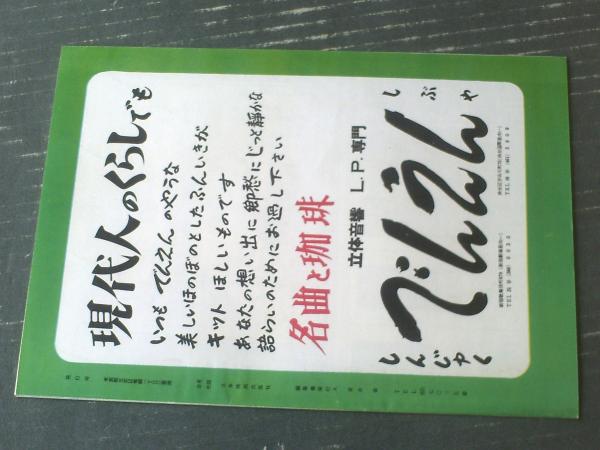 現代人のくらしでも
いつも でんえん のやうな
美しいほのぼのとしたふんいきが
キット ほしいものです
あなたの想い出に郷愁にじっと静かな
語らいのためにお過し下さい
名曲と珈琲
立体音響 L.P.専門
しぶや
でんえん
しんじゅく